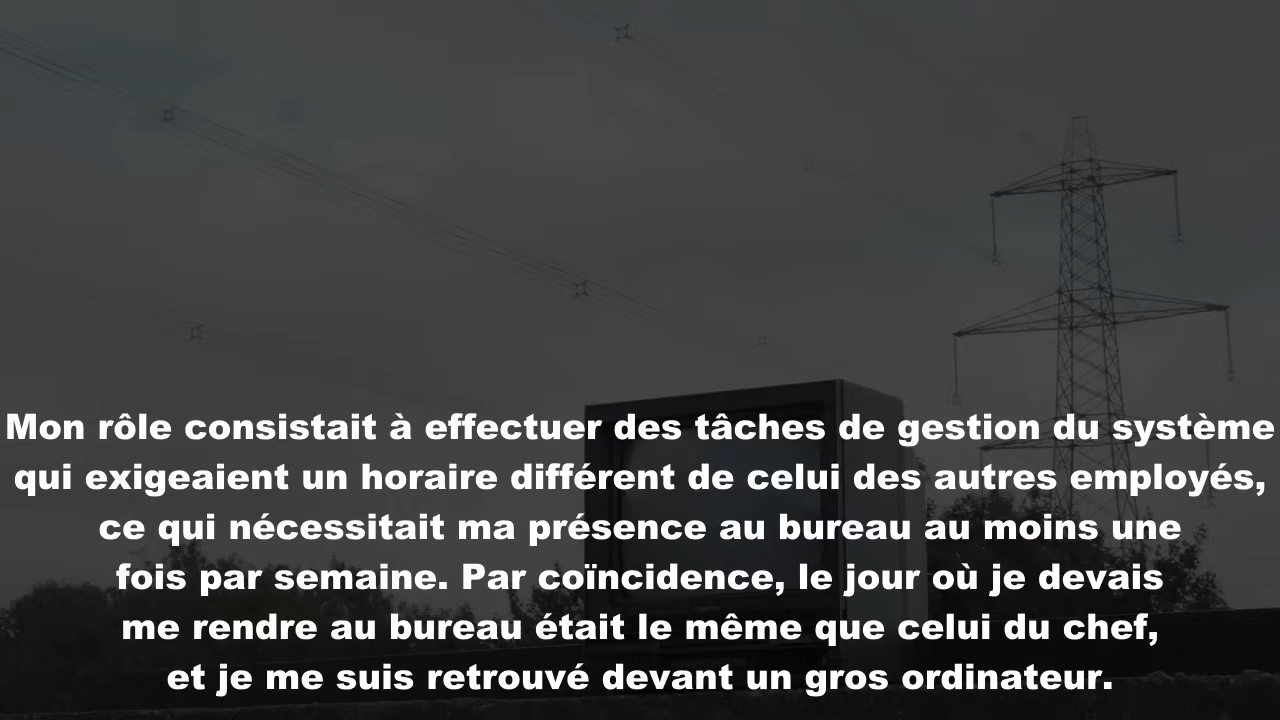 Mon rôle consistait à effectuer des tâches de gestion du système
qui exigeaient un horaire différent de celui des autres employés,
ce qui nécessitait ma présence au bureau au moins une
fois par semaine. Par coïncidence, le jour où je devais
me rendre au bureau était le même que celui du chef,
et je me suis retrouvé devant un gros ordinateur.